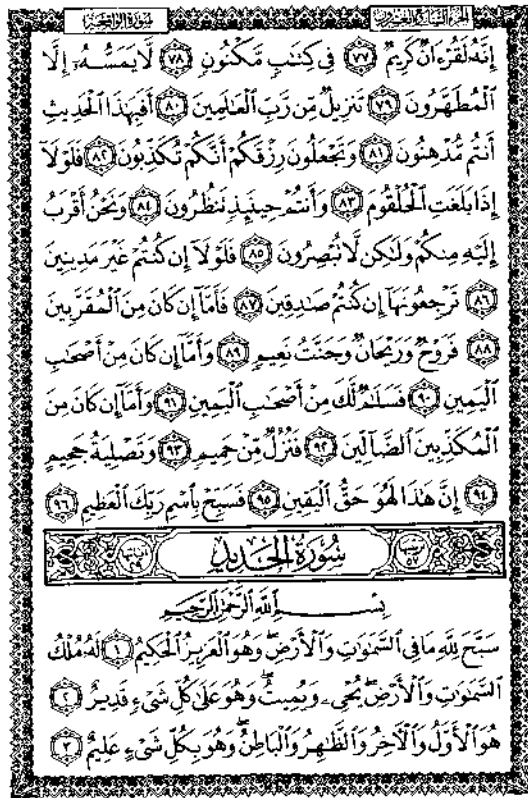 الجزء السابع والعشرون
سورة الواقعة
إِنَّهُۥ لَقُرْءَانٌ كَرِيمٌ ٧٧ فِى كِتَٰبٍ مَّكْنُونٍ ٧٨ لَّا يَمَسُّهُۥٓ إِلَّا
ٱلْمُطَهَّرُونَ ٧٩ تَنزِيلٌ مِّن رَّبِّ ٱلْعَٰلَمِينَ ٨٠ أَفَبِهَٰذَا ٱلْحَدِيثِ
أَنتُم مُّدْهِنُونَ ٨١ وَتَجْعَلُونَ رِزْقَكُمْ أَنَّكُمْ تُكَذِّبُونَ ٨٢ فَلَوْلَآ
إِذَا بَلَغَتِ ٱلْحُلْقُومَ ٨٣ وَأَنتُمْ حِينَئِذٍ تَنظُرُونَ ٨٤ وَنَحْنُ أَقْرَبُ
إِلَيْهِ مِنكُمْ وَلَٰكِن لَّا تُبْصِرُونَ ٨٥ فَلَوْلَآ إِن كُنتُمْ غَيْرَ مَدِينِينَ
٨٦ تَرْجِعُونَهَآ إِن كُنتُمْ صَٰدِقِينَ ٨٧ فَأَمَّآ إِن كَانَ مِنَ ٱلْمُقَرَّبِينَ
٨٨ فَرَوْحٌ وَرَيْحَانٌ وَجَنَّتُ نَعِيمٍ ٨٩ وَأَمَّآ إِن كَانَ مِنْ أَصْحَٰبِ
ٱلْيَمِينِ ٩٠ فَسَلَٰمٌ لَّكَ مِنْ أَصْحَٰبِ ٱلْيَمِينِ ٩١ وَأَمَّآ إِن كَانَ مِنَ
ٱلْمُكَذِّبِينَ ٱلضَّآلِّينَ ٩٢ فَنُزُلٌ مِّنْ حَمِيمٍ ٩٣ وَتَصْلِيَةُ جَحِيمٍ
٩٤ إِنَّ هَٰذَا لَهُوَ حَقُّ ٱلْيَقِينِ ٩٥ فَسَبِّحْ بِٱسْمِ رَبِّكَ ٱلْعَظِيمِ ٩٦
سُورَةُ الحَدِيدِ
بِسْمِ ٱللَّهِ ٱلرَّحْمَٰنِ ٱلرَّحِيمِ
سَبَّحَ لِلَّهِ مَا فِى ٱلسَّمَٰوَٰتِ وَٱلْأَرْضِ ۖ وَهُوَ ٱلْعَزِيزُ ٱلْحَكِيمُ ١ لَهُۥ مُلْكُ
ٱلسَّمَٰوَٰتِ وَٱلْأَرْضِ ۖ يُحْىِۦ وَيُمِيتُ ۖ وَهُوَ عَلَىٰ كُلِّ شَىْءٍ قَدِيرٌ ٢
هُوَ ٱلْأَوَّلُ وَٱلْءَاخِرُ وَٱلظَّٰهِرُ وَٱلْبَاطِنُ ۖ وَهُوَ بِكُلِّ شَىْءٍ عَلِيمٌ ٣